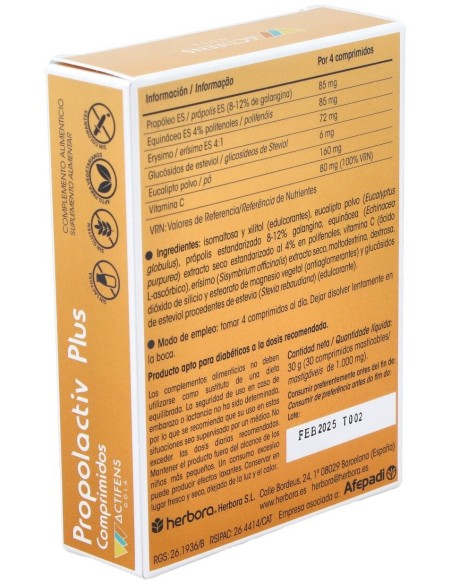 Propolactiv Plus
Comprimidos
ACTIFENS
GOLA
COMPLEMENTO ALIMENTICIO
SUPLEMENTO ALIMENTAR
ACTIFENS
Información / Informação
Por 4 comprimidos
Propóleo ES / própolis ES (8-12% de galangina)
85 mg
Equinácea ES 4% polifenoles / polifenóis
85 mg
Erysimo / erísimo ES 4:1
72 mg
Glucósidos de esteviol / glicosídeos de Steviol
6 mg
Eucalipto polvo / pó
160 mg
Vitamina C
80 mg (100% VRN)
VRN: Valores de Referencia/Referência de Nutrientes
Ingredientes: isomaltosa y xilitol (edulcorantes), eucalipto polvo (Eucalyptus
globulus), própolis estandarizado 8-12% galangina, equinácea (Echinacea
purpurea) extracto seco estandarizado al 4% en polifenoles, vitamina C (ácido
L-ascórbico), erísimo (Sisymbrium officinalis) extracto seco, maltodextrina, dextrosa,
dióxido de silicio y estearato de magnesio vegetal (antiaglomerantes) y glucósidos
de esteviol procedentes de estevia (Stevia rebaudiana) (edulcorante).
Modo de empleo: tomar 4 comprimidos al día. Dejar disolver lentamente en
la boca.
Producto apto para diabéticos a la dosis recomendada.
Los complementos alimenticios no deben
utilizarse como sustituto de una dieta
equilibrada. La seguridad de uso en caso de
embarazo o lactancia no ha sido determinada,
por lo que se recomienda que su uso en estas
situaciones sea supervisado por un médico. No
exceder las dosis diarias recomendadas.
Mantener el producto fuera del alcance de los
niños más pequeños. Un consumo excesivo
puede producir efectos laxantes. Conservar en
lugar fresco y seco, alejado de la luz y el calor.
Cantidad neta / Quantidade líquida:
30 g (30 comprimidos masticables/
mastigáveis de 1.000 mg).
Consumir preferentemente antes del fin de:
Consumir de preferência antes do fim do:
Lote:
FEB2025 T002
herbora. Herbora S.L. Calle Bordeus, 24, 1ª 08029 Barcelona (España)
www.herbora.es herbora@herbora.es
RGS: 26.1936/B RSIPAC: 26.4414/CAT Empresa asociada a Afepadi